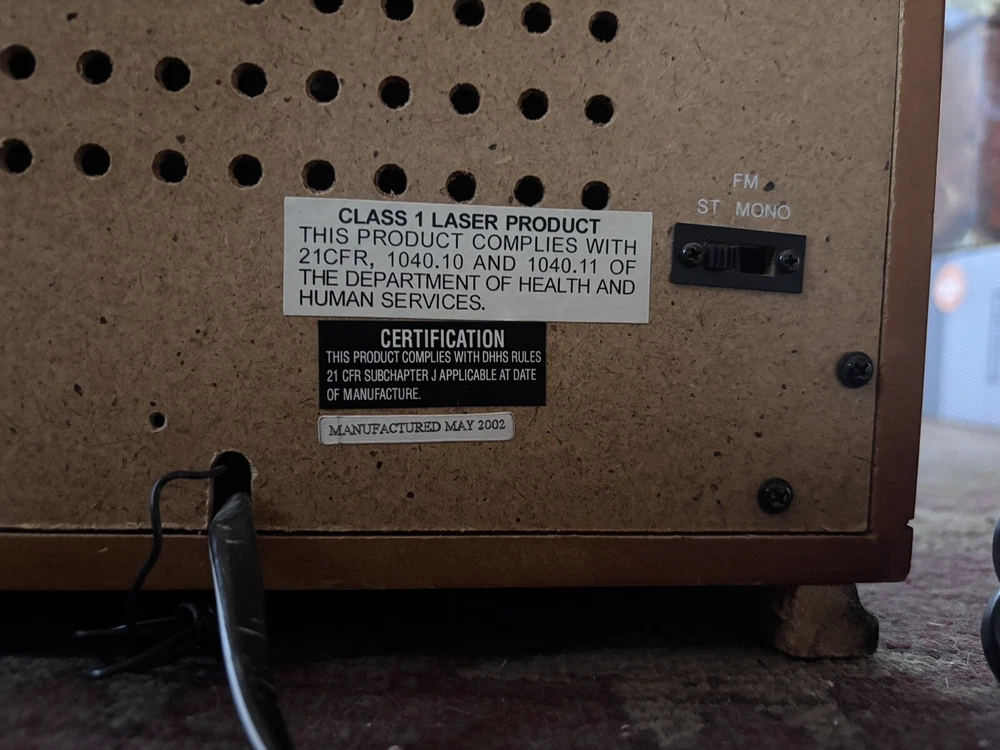 FM
ST MONO
CLASS 1 LASER PRODUCT
THIS PRODUCT COMPLIES WITH
21CFR, 1040.10 AND 1040.11 OF
THE DEPARTMENT OF HEALTH AND
HUMAN SERVICES.
CERTIFICATION
THIS PRODUCT COMPLIES WITH DHHS RULES
21 CFR SUBCHAPTER J APPLICABLE AT DATE
OF MANUFACTURE.
MANUFACTURED MAY 2002